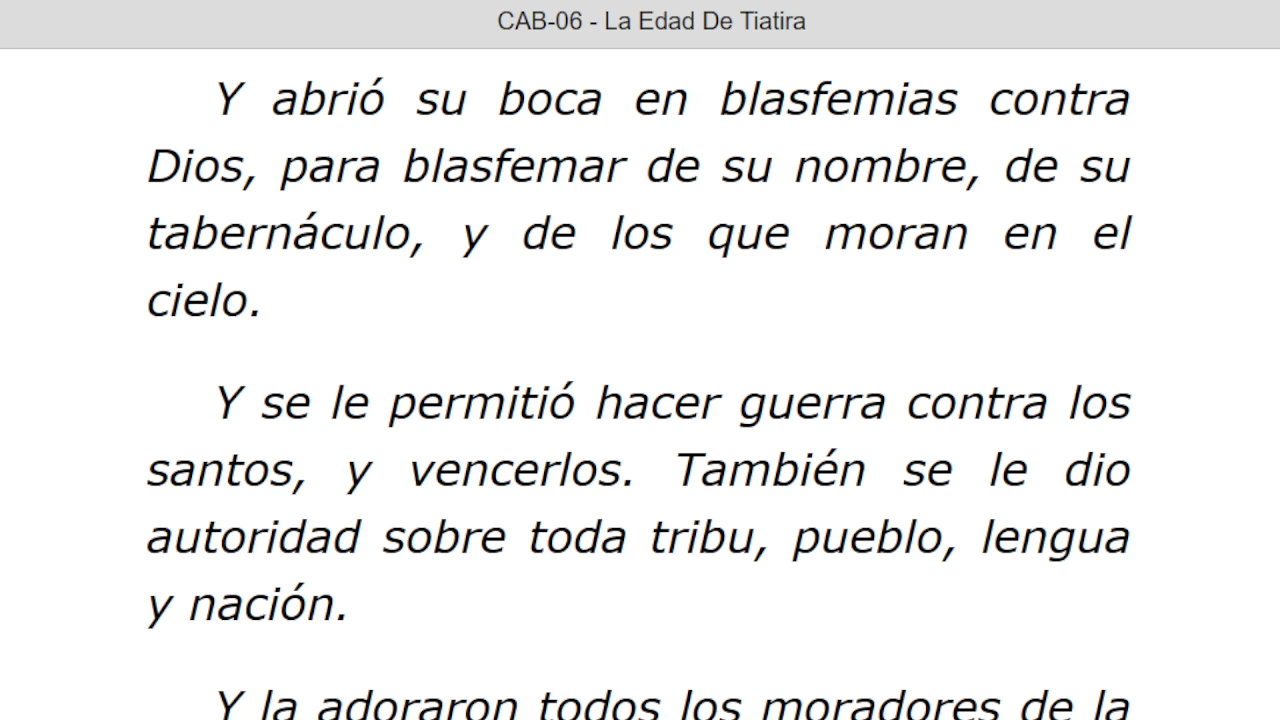 CAB-06 - La Edad De Tiatira
Y abrió su boca en blasfemias contra
Dios, para blasfemar de su nombre, de su
tabernáculo, y de los que moran en el
cielo.
Y se le permitió hacer guerra contra los
santos, y vencerlos. También se le dio
autoridad sobre toda tribu, pueblo, lengua
y nación.
Y la adoraron todos los moradores de la